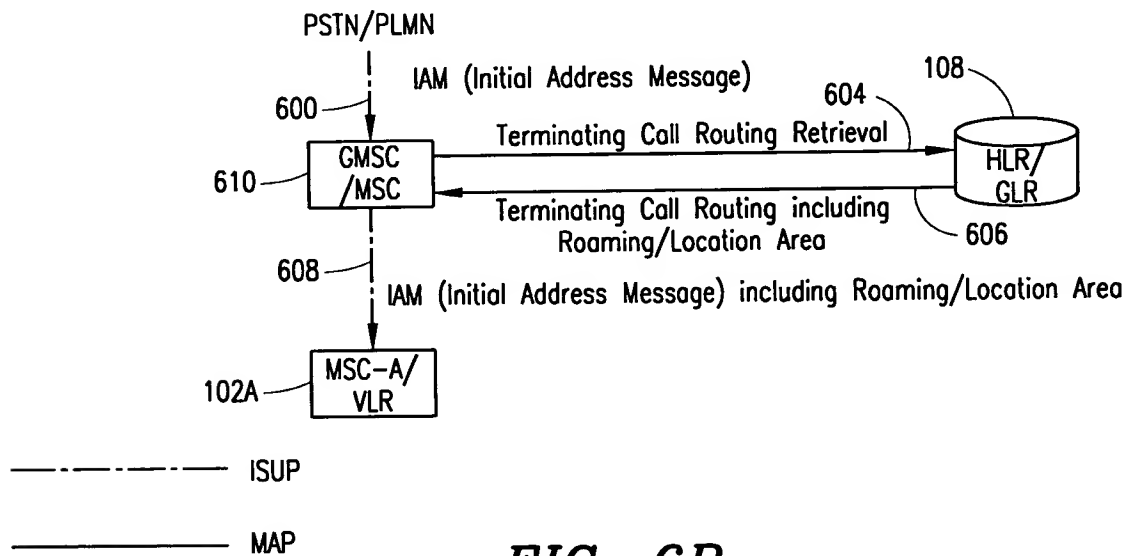 PSTN/PLMN
IAM (Initial Address Message)
600
604
108
Terminating Call Routing Retrieval
610
GMSC
/MSC
HLR/
GLR
Terminating Call Routing including
Roaming/Location Area
606
608
IAM (Initial Address Message) including Roaming/Location Area
102A
MSC-A/
VLR
ISUP
MAP
FIG. 6B